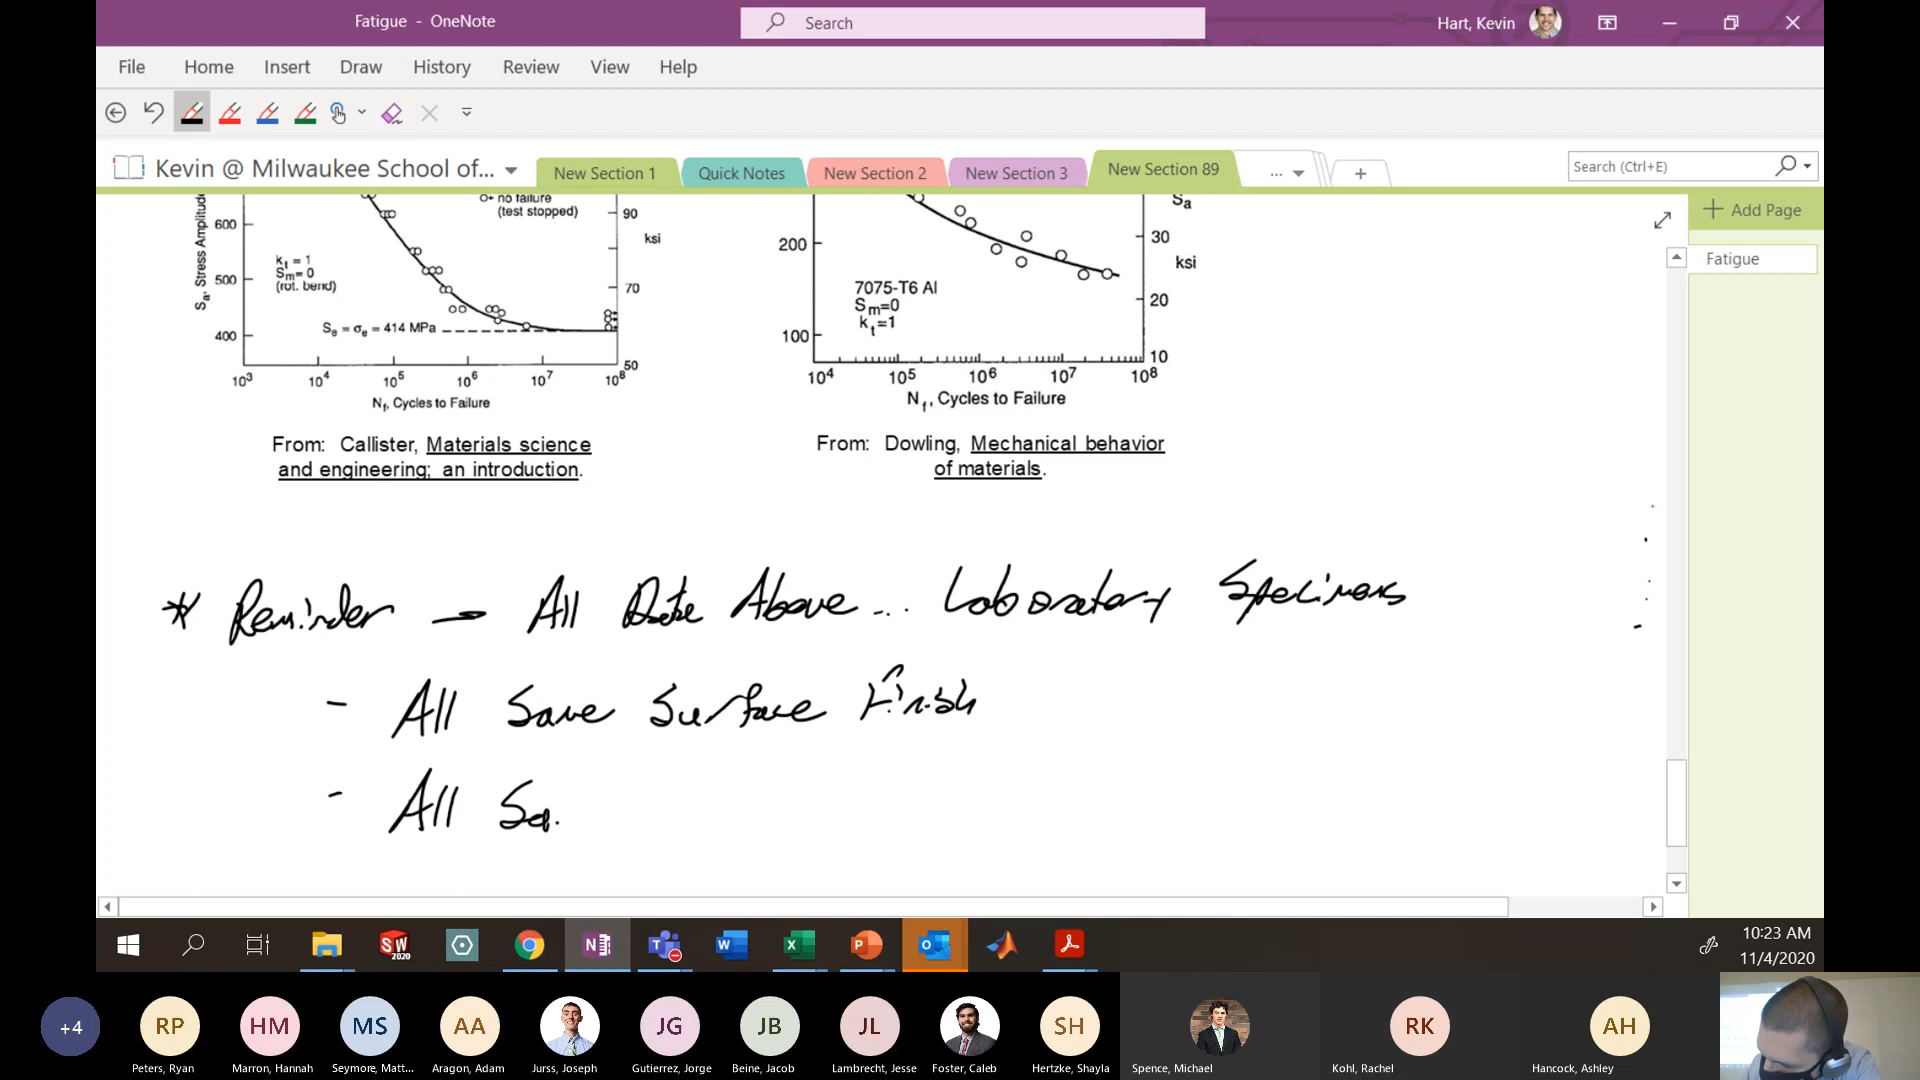 Fatigue - OneNote
Search
Hart, Kevin
File Home Insert Draw History Review View Help
Kevin @ Milwaukee School of...
New Section 1
Quick Notes
New Section 2
New Section 3
New Section 89
...
Search (Ctrl+E)
Add Page
Fatigue
Sa, Stress Amplitude
600
500
400
no failure
(test stopped)
90
ksi
70
50
kt = 1
Sm = 0
(rot. bend)
Se = σe = 414 MPa
10³ 10⁴ 10⁵ 10⁶ 10⁷ 10⁸
Nf, Cycles to Failure
From: Callister, Materials science
and engineering; an introduction.
200
100
Sa
30
ksi
20
10
7075-T6 Al
Sm=0
kt=1
10⁴ 10⁵ 10⁶ 10⁷ 10⁸
Nf, Cycles to Failure
From: Dowling, Mechanical behavior
of materials.
* Reminder → All Data Above... Laboratory Specimens
- All Same Surface Finish
- All Sa
SW
2020
10:23 AM
11/4/2020
+4
RP
HM
MS
AA
JG
JB
JL
SH
RK
AH
Peters, Ryan
Marron, Hannah
Seymore, Matt...
Aragon, Adam
Jurss, Joseph
Gutierrez, Jorge
Beine, Jacob
Lambrecht, Jesse
Foster, Caleb
Hertzke, Shayla
Spence, Michael
Kohl, Rachel
Hancock, Ashley